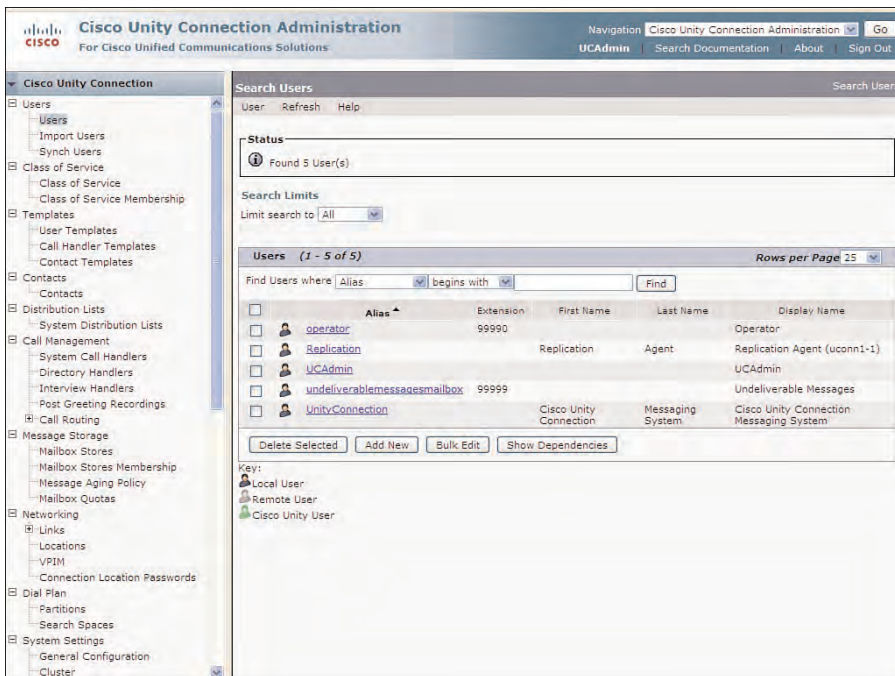 Cisco Unity Connection Administration
For Cisco Unified Communications Solutions
CISCO
Navigation Cisco Unity Connection Administration Go
UCAdmin | Search Documentation | About | Sign Out
Cisco Unity Connection
Users
Users
Import Users
Synch Users
Class of Service
Class of Service
Class of Service Membership
Templates
User Templates
Call Handler Templates
Contact Templates
Contacts
Contacts
Distribution Lists
System Distribution Lists
Call Management
System Call Handlers
Directory Handlers
Interview Handlers
Post Greeting Recordings
Call Routing
Message Storage
Mailbox Stores
Mailbox Stores Membership
Message Aging Policy
Mailbox Quotas
Networking
Links
Locations
VPIM
Connection Location Passwords
Dial Plan
Partitions
Search Spaces
System Settings
General Configuration
Cluster
Search Users Search User
User Refresh Help
Status
Found 5 User(s)
Search Limits
Limit search to All
Users (1 - 5 of 5) Rows per Page 25
Find Users where Alias begins with Find
Alias Extension First Name Last Name Display Name
operator 99990 Operator
Replication Replication Agent Replication Agent (uconn1-1)
UCAdmin UCAdmin
undeliverablemessagesmailbox 99999 Undeliverable Messages
UnityConnection Cisco Unity Messaging Cisco Unity Connection
Connection System Messaging System
Delete Selected Add New Bulk Edit Show Dependencies
Key:
Local User
Remote User
Cisco Unity User